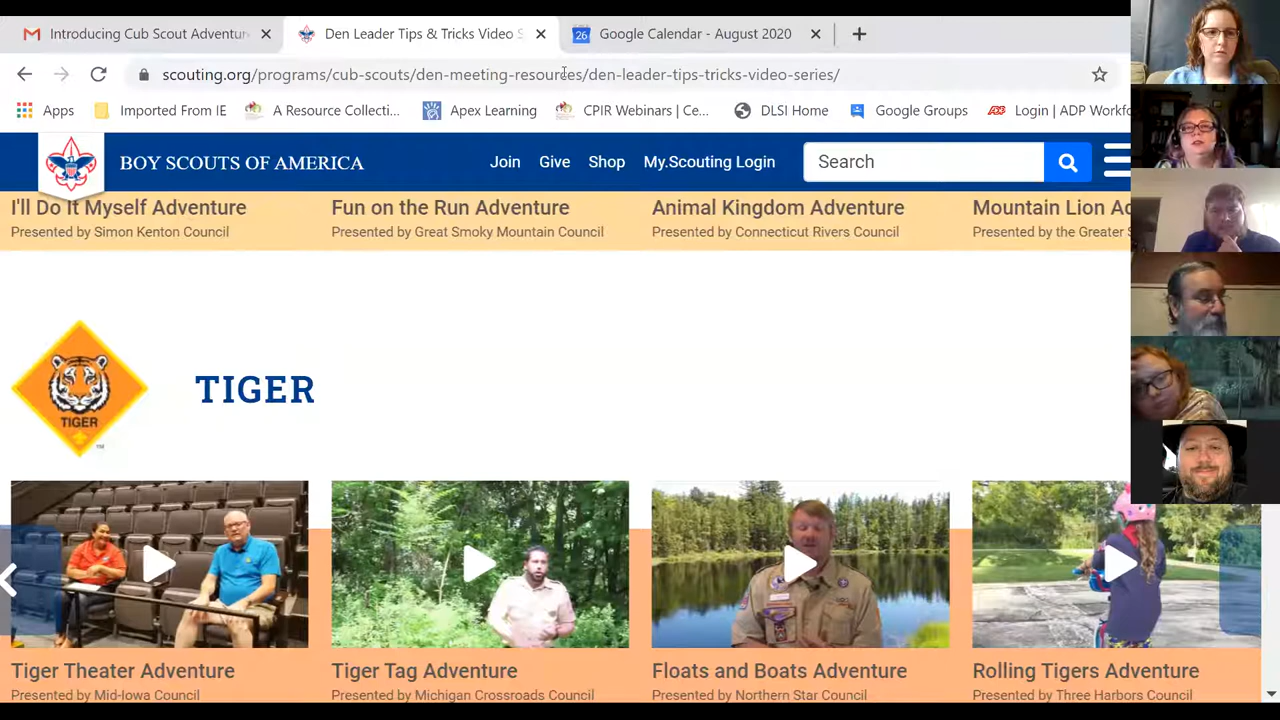 Introducing Cub Scout Adventur
Den Leader Tips & Tricks Video S
26 Google Calendar - August 2020
scouting.org/programs/cub-scouts/den-meeting-resources/den-leader-tips-tricks-video-series/
Apps Imported From IE A Resource Collecti... Apex Learning CPIR Webinars | Ce... DLSI Home Google Groups Login | ADP Workfo
BOY SCOUTS OF AMERICA Join Give Shop My.Scouting Login Search
I'll Do It Myself Adventure Fun on the Run Adventure Animal Kingdom Adventure Mountain Lion Ad
Presented by Simon Kenton Council Presented by Great Smoky Mountain Council Presented by Connecticut Rivers Council Presented by the Greater S
TIGER
TIGER
Tiger Theater Adventure Tiger Tag Adventure Floats and Boats Adventure Rolling Tigers Adventure
Presented by Mid-Iowa Council Presented by Michigan Crossroads Council Presented by Northern Star Council Presented by Three Harbors Council